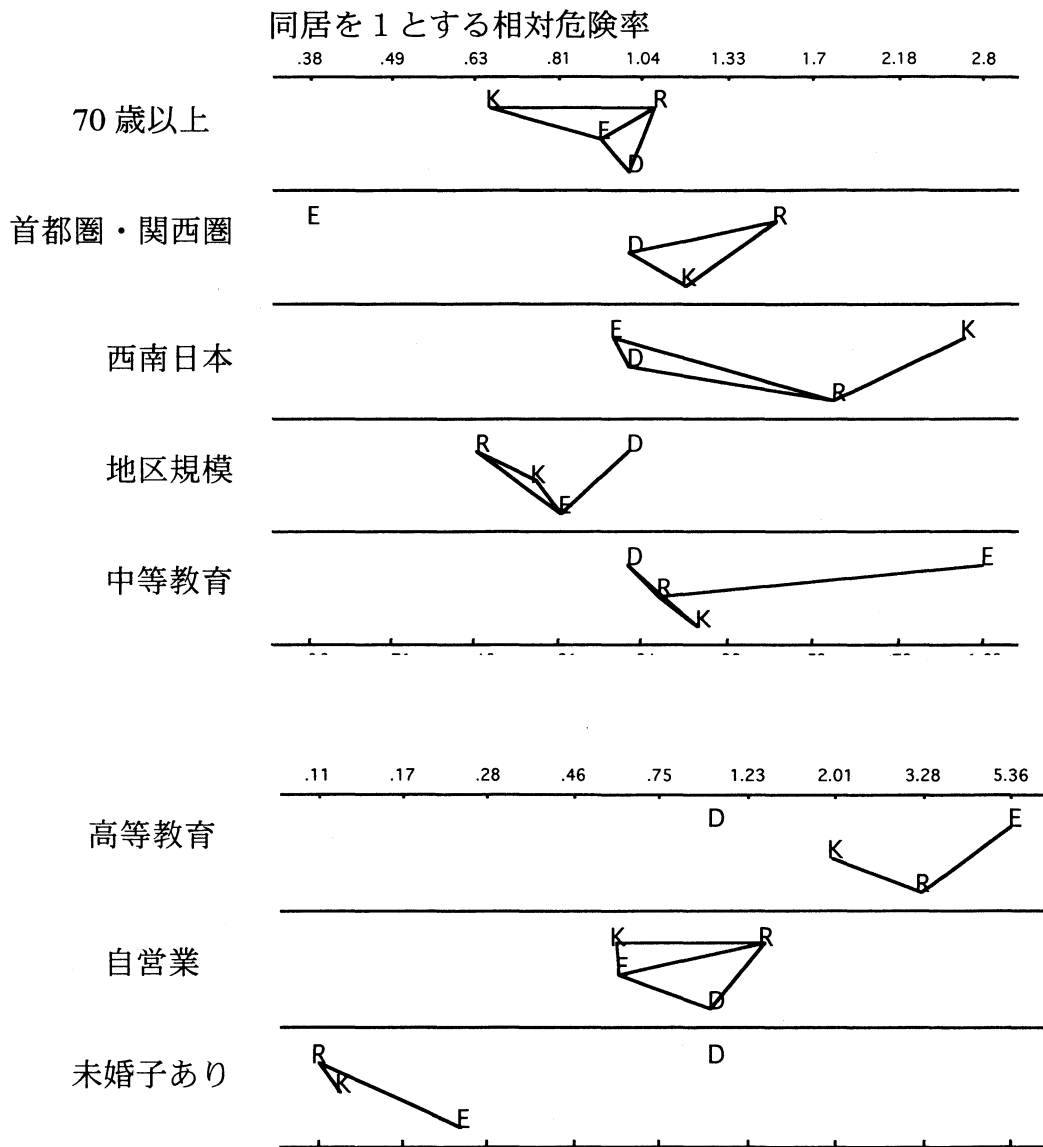 同居を1とする相対危険率
.38 .49 .63 .81 1.04 1.33 1.7 2.18 2.8
K R
70歳以上
E
D
E R
首都圏・関西圏
D
K
E K
西南日本
D
R
R D
地区規模
K
E
D E
中等教育
R
K
.11 .17 .28 .46 .75 1.23 2.01 3.28 5.36
D E
高等教育
K
R
K R
自営業
E
D
R D
未婚子あり
K
E